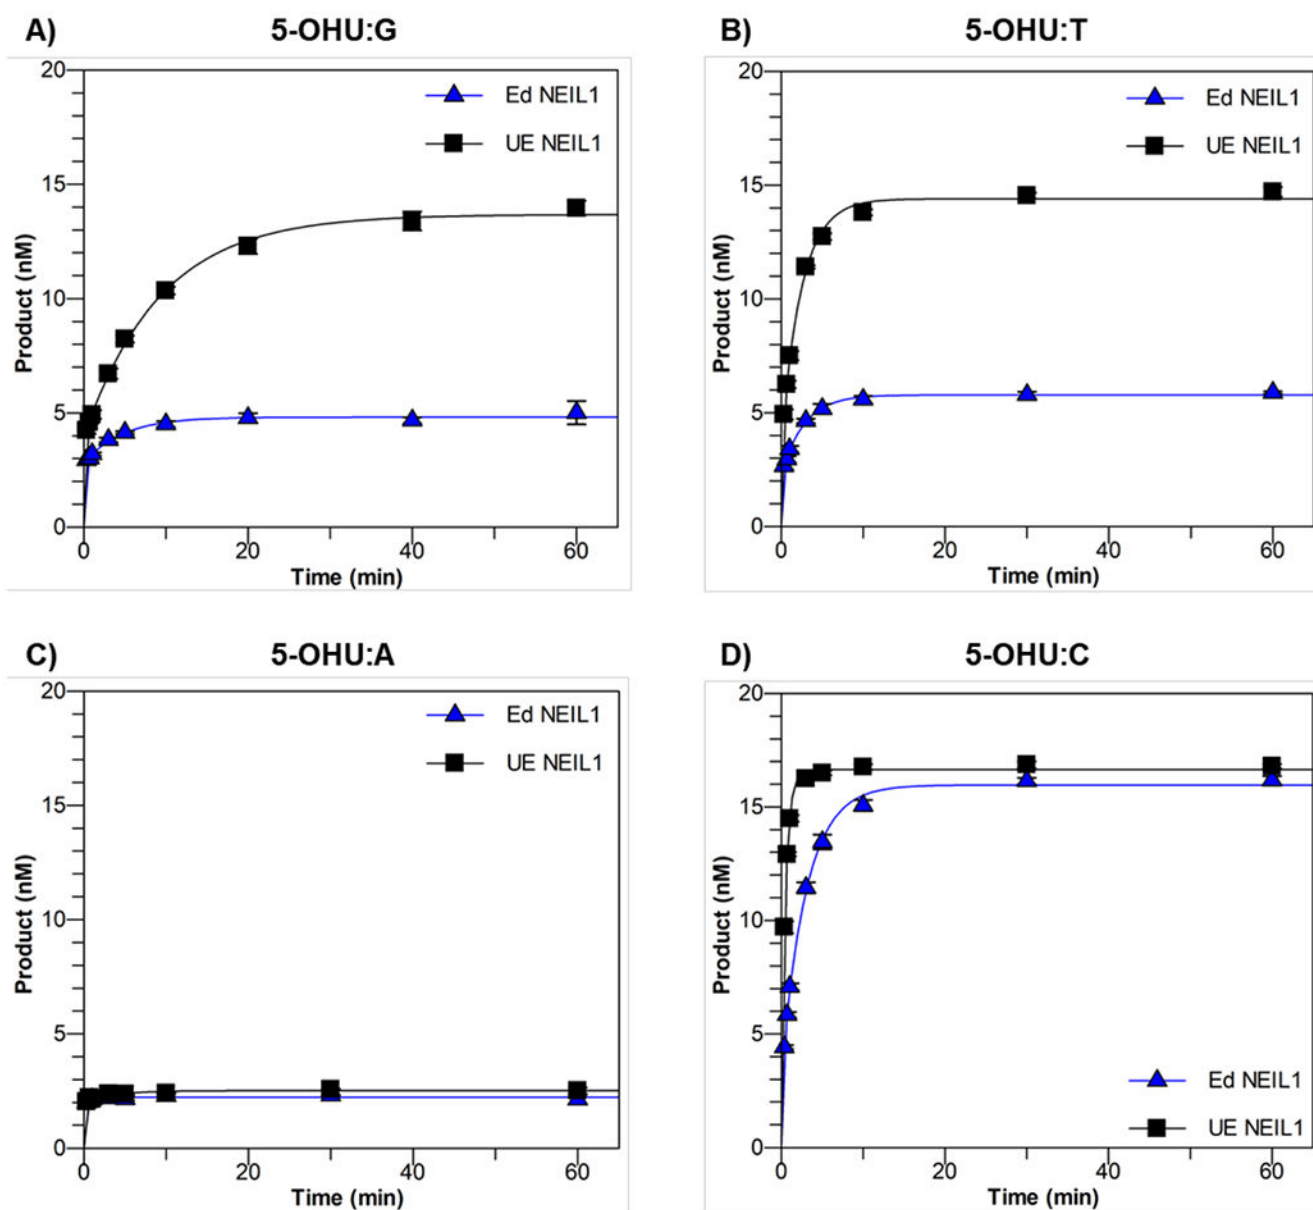 A) 5-OHU:G
20
15
10
5
0
Product (nM)
Ed NEIL1
UE NEIL1
0 20 40 60
Time (min)
B) 5-OHU:T
20
15
10
5
0
Product (nM)
Ed NEIL1
UE NEIL1
0 20 40 60
Time (min)
C) 5-OHU:A
20
15
10
5
0
Product (nM)
Ed NEIL1
UE NEIL1
0 20 40 60
Time (min)
D) 5-OHU:C
20
15
10
5
0
Product (nM)
Ed NEIL1
UE NEIL1
0 20 40 60
Time (min)